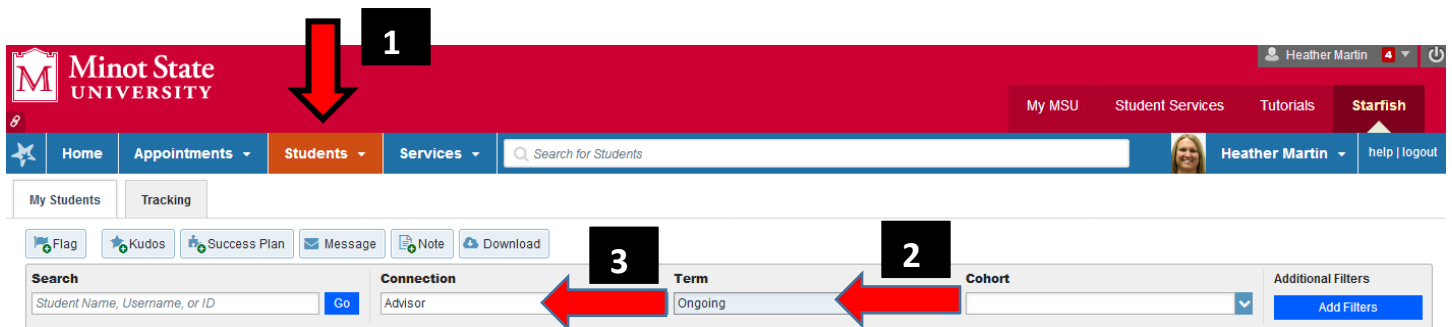 1
Minot State
UNIVERSITY
Heather Martin 4
My MSU Student Services Tutorials Starfish
Home Appointments Students Services Search for Students Heather Martin help | logout
My Students Tracking
Flag Kudos Success Plan Message Note Download
3 2
Search Connection Term Cohort Additional Filters
Student Name, Username, or ID Go Advisor Ongoing Add Filters